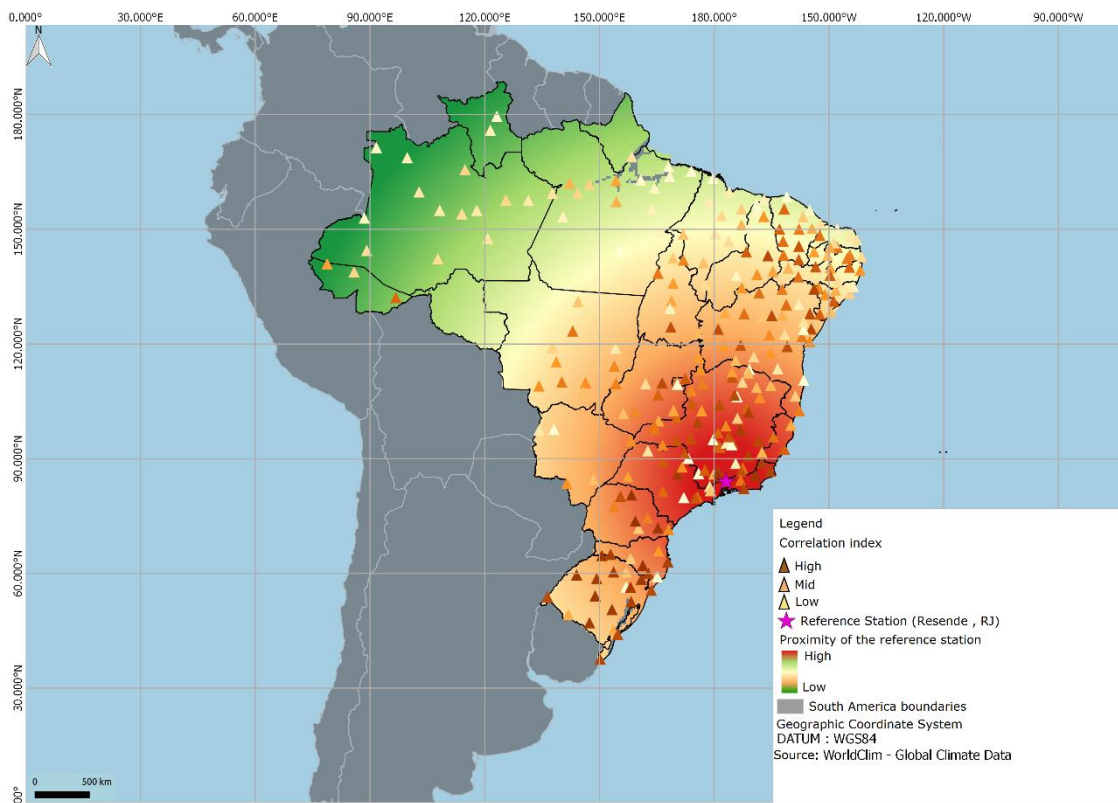 0.000°E 30.000°E 60.000°E 90.000°E 120.000°E 150.000°E 180.000°E 150.000°W 120.000°W 90.000°W
N
180.000°N
150.000°N
120.000°N
90.000°N
60.000°N
30.000°N
00°
0 500 km
Legend
Correlation index
High
Mid
Low
Reference Station (Resende , RJ)
Proximity of the reference station
High
Low
South America boundaries
Geographic Coordinate System
DATUM : WGS84
Source: WorldClim - Global Climate Data